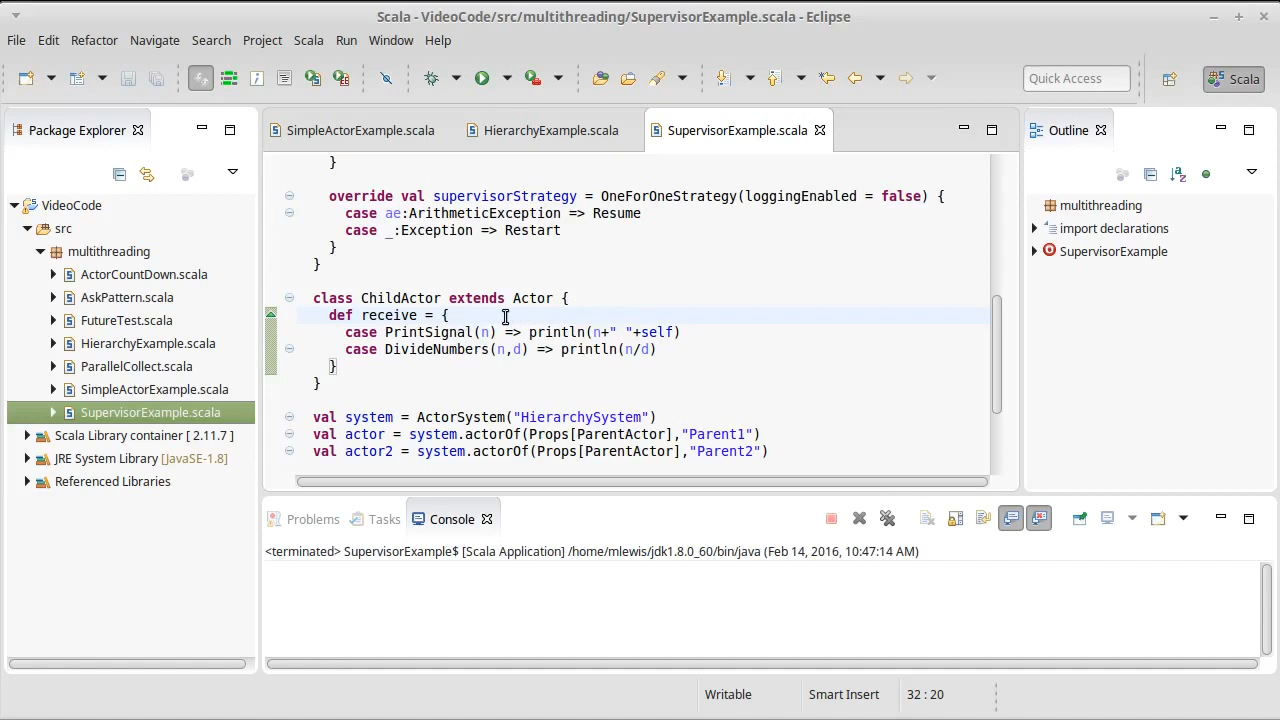 Scala - VideoCode/src/multithreading/SupervisorExample.scala - Eclipse
File Edit Refactor Navigate Search Project Scala Run Window Help
Quick Access
Scala
Package Explorer
VideoCode
src
multithreading
ActorCountDown.scala
AskPattern.scala
FutureTest.scala
HierarchyExample.scala
ParallelCollect.scala
SimpleActorExample.scala
SupervisorExample.scala
Scala Library container [ 2.11.7 ]
JRE System Library [JavaSE-1.8]
Referenced Libraries
SimpleActorExample.scala HierarchyExample.scala SupervisorExample.scala
}
override val supervisorStrategy = OneForOneStrategy(loggingEnabled = false) {
case ae:ArithmeticException => Resume
case _:Exception => Restart
}
}
class ChildActor extends Actor {
def receive = {
case PrintSignal(n) => println(n+" "+self)
case DivideNumbers(n,d) => println(n/d)
}
}
val system = ActorSystem("HierarchySystem")
val actor = system.actorOf(Props[ParentActor],"Parent1")
val actor2 = system.actorOf(Props[ParentActor],"Parent2")
Outline
multithreading
import declarations
SupervisorExample
Problems Tasks Console
<terminated> SupervisorExample$ [Scala Application] /home/mlewis/jdk1.8.0_60/bin/java (Feb 14, 2016, 10:47:14 AM)
Writable Smart Insert 32 : 20